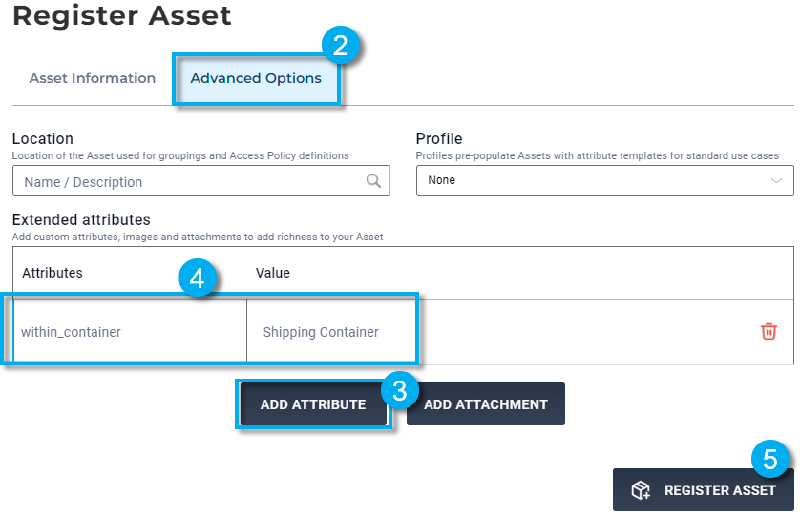 Register Asset
2
Asset Information
Advanced Options
Location
Profile
Location of the Asset used for groupings and Access Policy definitions
Profiles pre-populate Assets with attribute templates for standard use cases
Name / Description
None
Extended attributes
Add custom attributes, images and attachments to add richness to your Asset
Attributes
4
Value
within_container
Shipping Container
ADD ATTRIBUTE
3
ADD ATTACHMENT
5
REGISTER ASSET